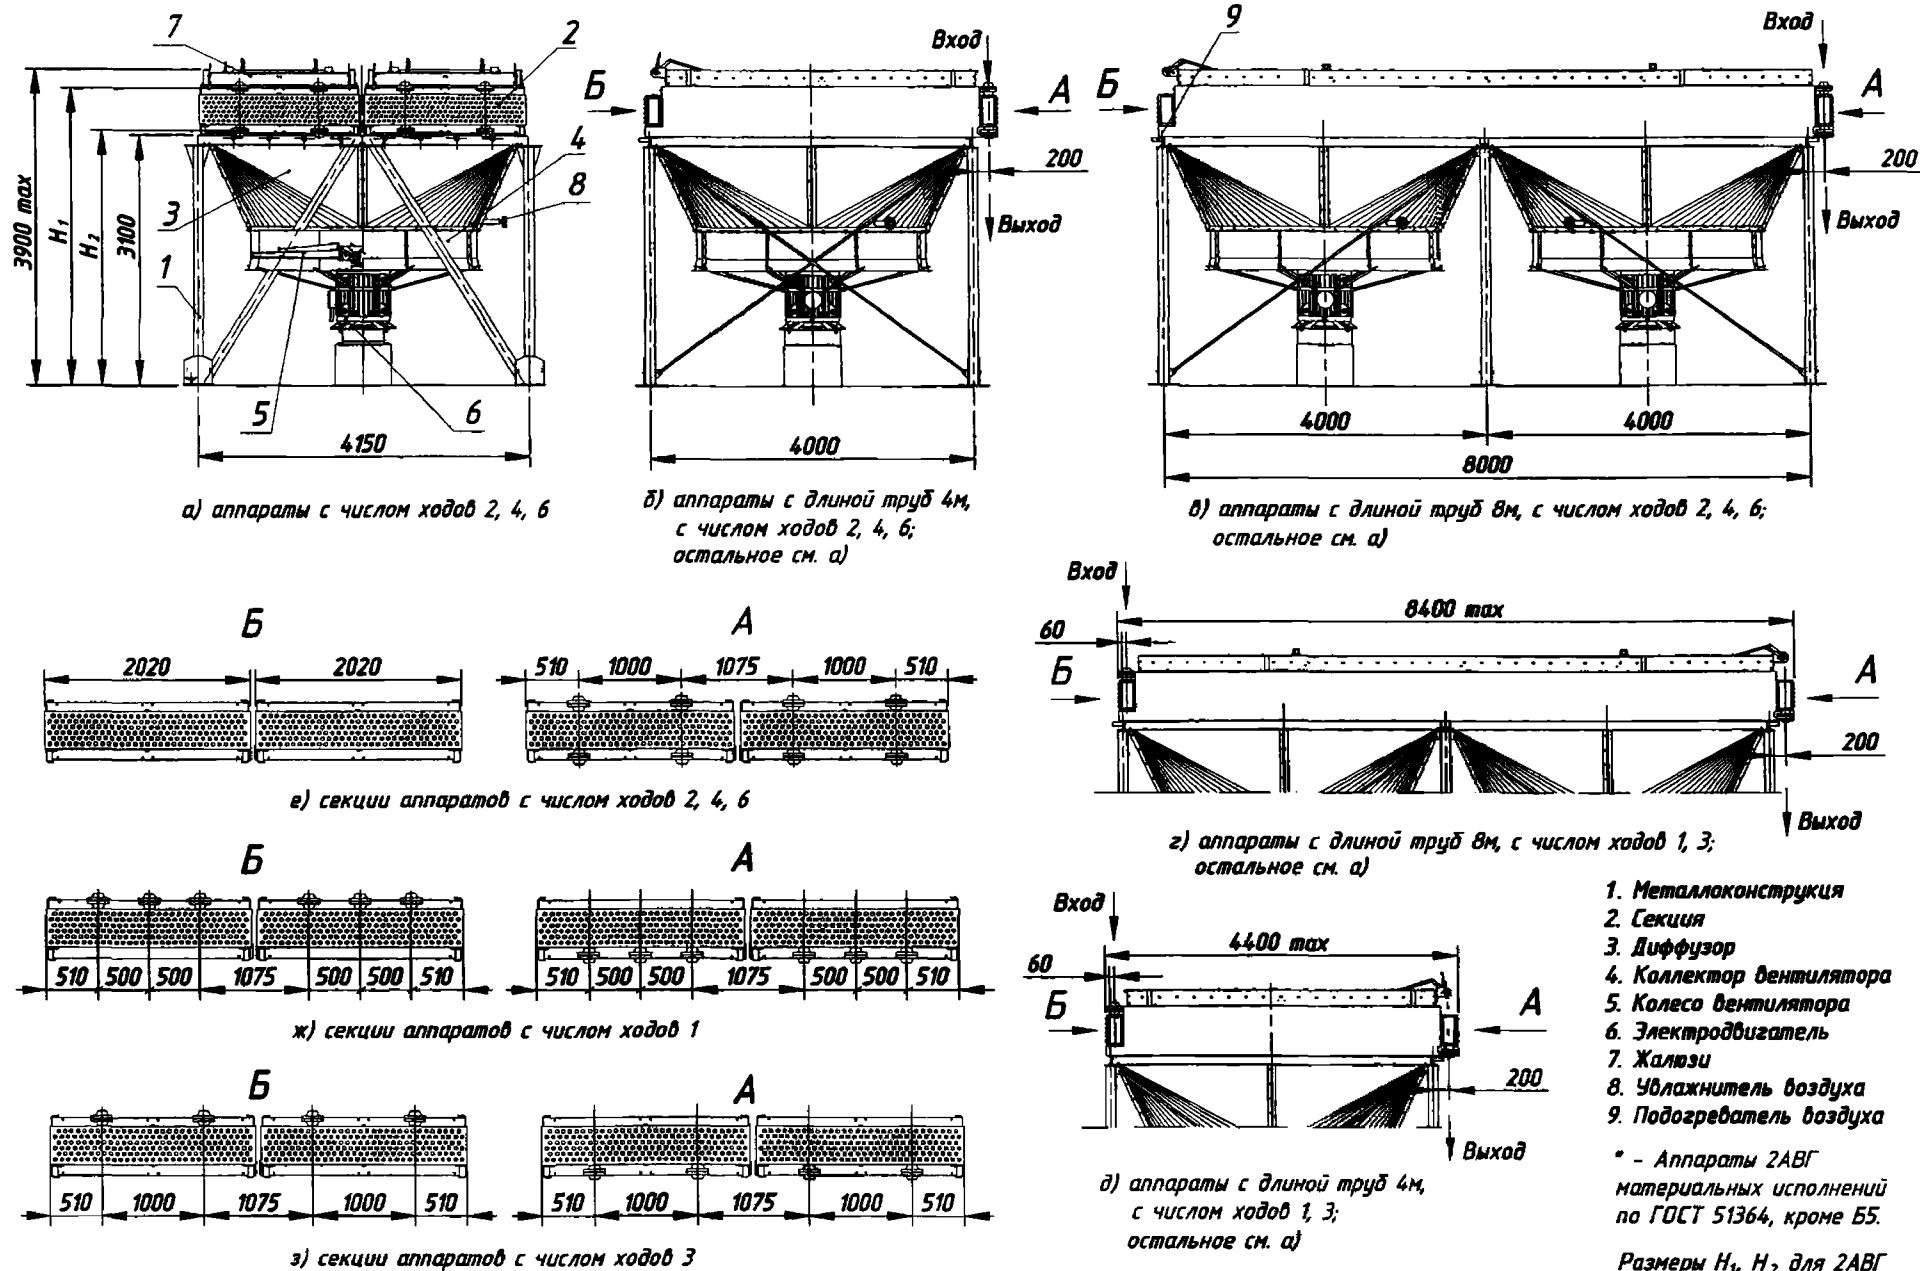 7
2
4
8
3
1
5
6
3900 max
H₁
H₂
3100
4150
а) аппараты с числом ходов 2, 4, 6
Вход
Б
А
200
Выход
4000
б) аппараты с длиной труб 4м,
с числом ходов 2, 4, 6;
остальное см. а)
9
Вход
Б
А
200
Выход
4000
4000
8000
в) аппараты с длиной труб 8м, с числом ходов 2, 4, 6;
остальное см. а)
Б
А
2020
2020
510
1000
1075
1000
510
е) секции аппаратов с числом ходов 2, 4, 6
Вход
8400 max
60
Б
А
200
Выход
г) аппараты с длиной труб 8м, с числом ходов 1, 3;
остальное см. а)
Б
А
510
500
500
1075
500
500
510
510
500
500
1075
500
500
510
ж) секции аппаратов с числом ходов 1
Вход
4400 max
60
Б
А
200
Выход
д) аппараты с длиной труб 4м,
с числом ходов 1, 3;
остальное см. а)
Б
А
510
1000
1075
1000
510
510
1000
1075
1000
510
з) секции аппаратов с числом ходов 3
1. Металлоконструкция
2. Секция
3. Диффузор
4. Коллектор вентилятора
5. Колесо вентилятора
6. Электродвигатель
7. Жалюзи
8. Увлажнитель воздуха
9. Подогреватель воздуха
* - Аппараты 2АВГ
материальных исполнений
по ГОСТ 51364, кроме Б5.
Размеры H₁, H₂ для 2АВГ